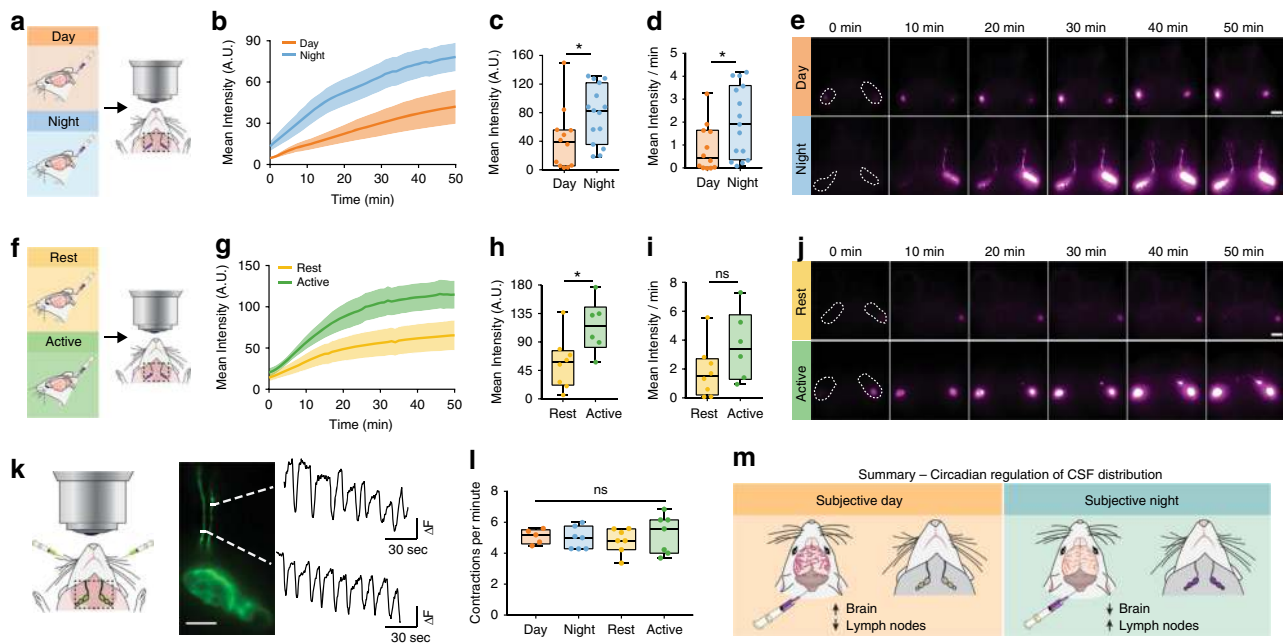 a
Day
Night
b
Mean Intensity (A.U.)
90
60
30
0
Day
Night
0 10 20 30 40 50
Time (min)
c
Mean Intensity (A.U.)
160
120
80
40
0
*
Day Night
d
Mean Intensity / min
5
4
3
2
1
0
*
Day Night
e
0 min 10 min 20 min 30 min 40 min 50 min
Day
Night
f
Rest
Active
g
Mean Intensity (A.U.)
150
100
50
0
Rest
Active
0 10 20 30 40 50
Time (min)
h
Mean Intensity (A.U.)
180
135
90
45
0
*
Rest Active
i
Mean Intensity / min
8
6
4
2
0
ns
Rest Active
j
0 min 10 min 20 min 30 min 40 min 50 min
Rest
Active
k
ΔF
30 sec
ΔF
30 sec
l
Contractions per minute
8
6
4
2
0
ns
Day Night Rest Active
m
Summary – Circadian regulation of CSF distribution
Subjective day
↑ Brain
↓ Lymph nodes
Subjective night
↓ Brain
↑ Lymph nodes